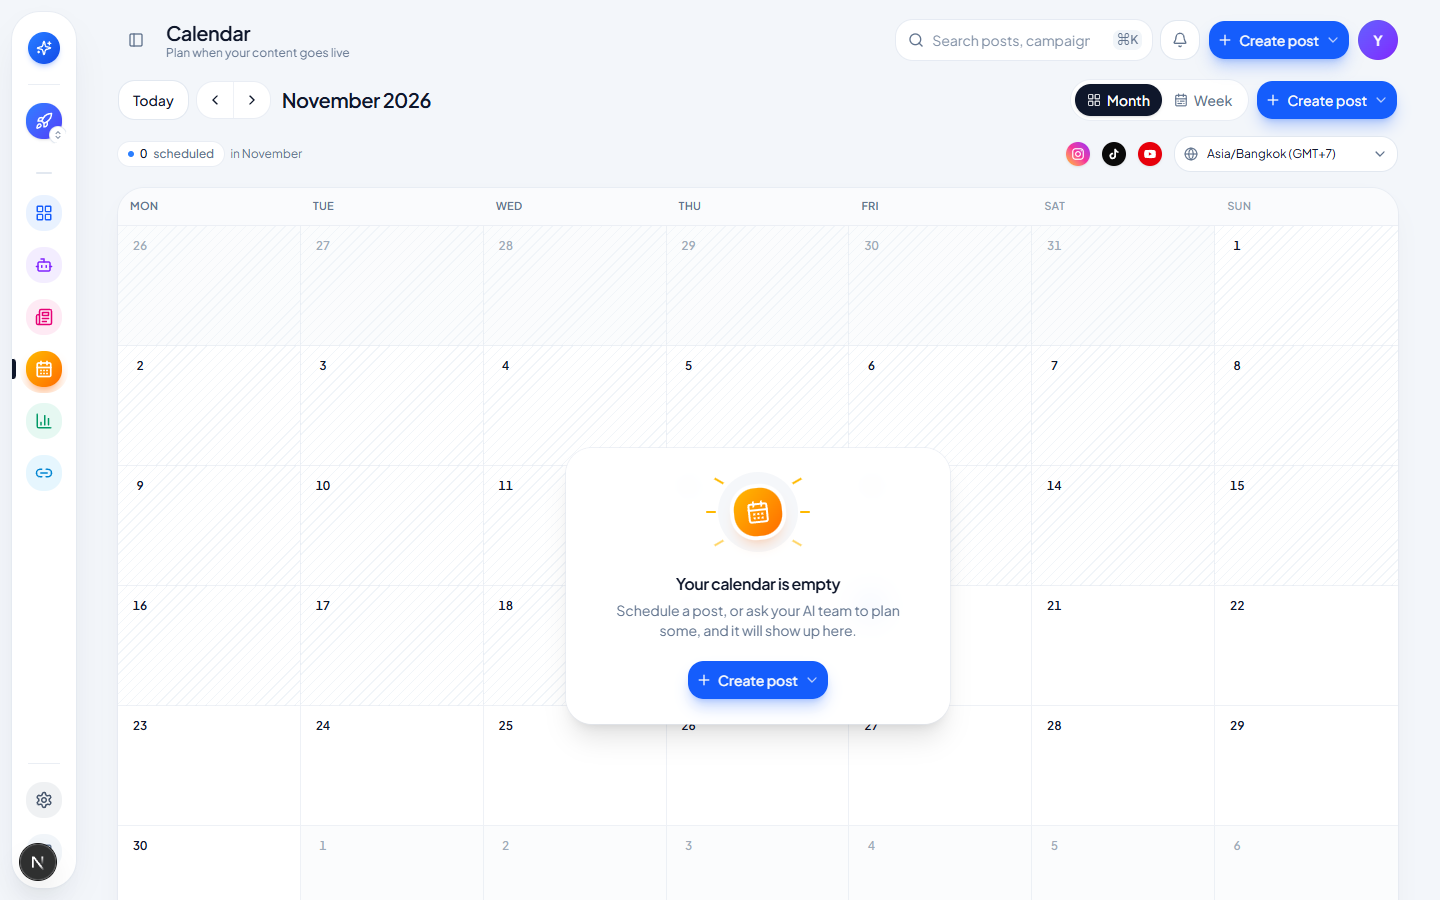 Calendar
Plan when your content goes live
Search posts, campaigr
⌘K
Create post
Y
Today
November 2026
Month
Week
Create post
0 scheduled
in November
Asia/Bangkok (GMT+7)
MON TUE WED THU FRI SAT SUN
26 27 28 29 30 31 1
2 3 4 5 6 7 8
9 10 11 14 15
Your calendar is empty
16 17 18 21 22
Schedule a post, or ask your AI team to plan
some, and it will show up here.
Create post
23 24 25 26 27 28 29
30 1 2 3 4 5 6
N